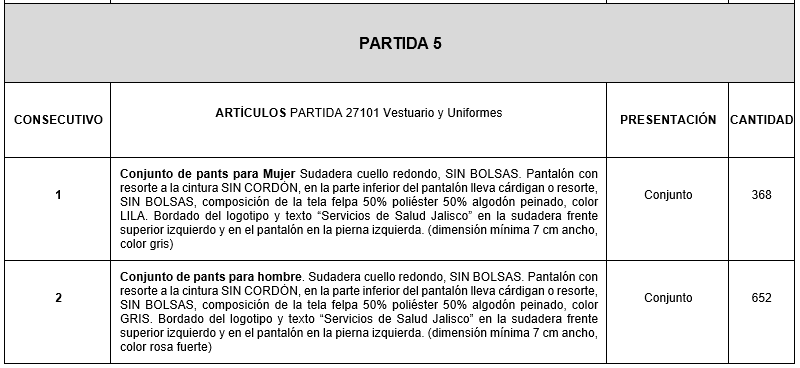 PARTIDA 5
CONSECUTIVO
ARTÍCULOS PARTIDA 27101 Vestuario y Uniformes
PRESENTACIÓN
CANTIDAD
1
Conjunto de pants para Mujer Sudadera cuello redondo, SIN BOLSAS. Pantalón con
resorte a la cintura SIN CORDÓN, en la parte inferior del pantalón lleva cárdigan o resorte,
SIN BOLSAS, composición de la tela felpa 50% poliéster 50% algodón peinado, color
LILA. Bordado del logotipo y texto “Servicios de Salud Jalisco” en la sudadera frente
superior izquierdo y en el pantalón en la pierna izquierda. (dimensión mínima 7 cm ancho,
color gris)
Conjunto
368
2
Conjunto de pants para hombre. Sudadera cuello redondo, SIN BOLSAS. Pantalón con
resorte a la cintura SIN CORDÓN, en la parte inferior del pantalón lleva cárdigan o resorte,
SIN BOLSAS, composición de la tela felpa 50% poliéster 50% algodón peinado, color
GRIS. Bordado del logotipo y texto “Servicios de Salud Jalisco” en la sudadera frente
superior izquierdo y en el pantalón en la pierna izquierda. (dimensión mínima 7 cm ancho,
color rosa fuerte)
Conjunto
652